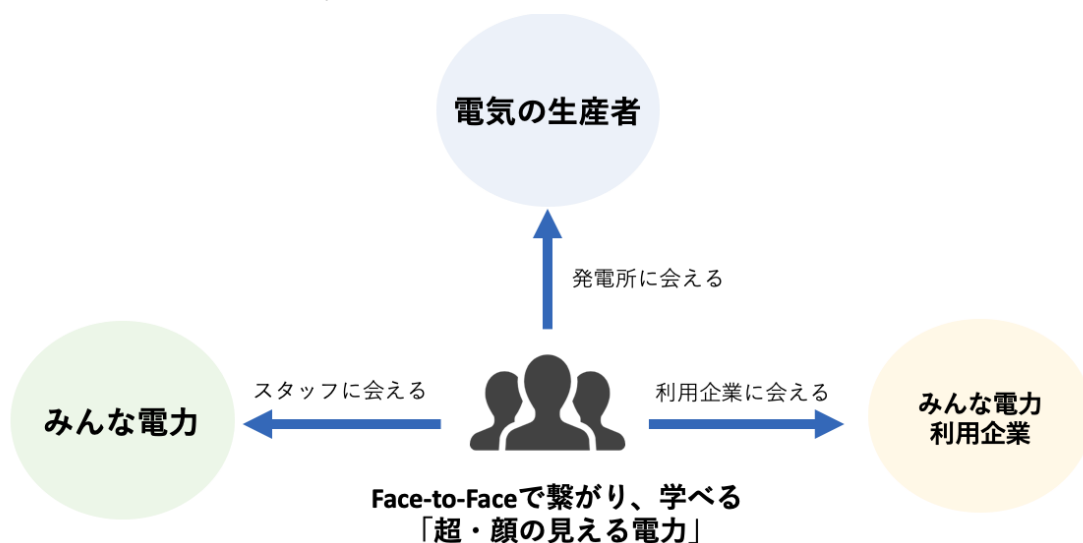 電気の生産者
発電所に会える
スタッフに会える
利用企業に会える
みんな電力
みんな電力
利用企業
Face-to-Faceで繋がり、学べる
「超・顔の見える電力」